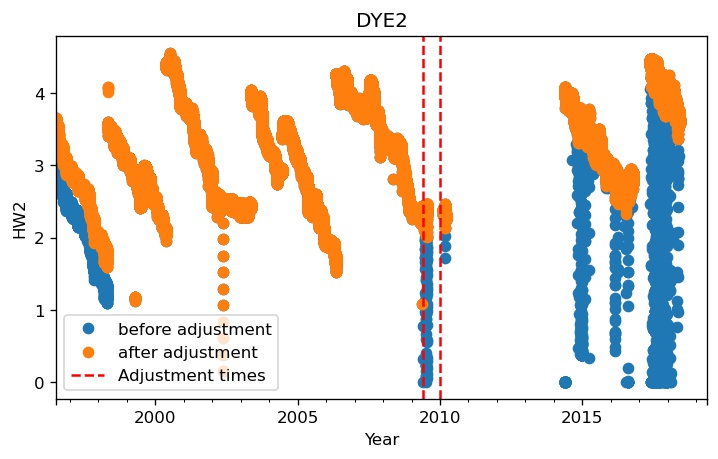 DYE2
HW2
4
3
2
1
0
before adjustment
after adjustment
Adjustment times
2000
2005
2010
2015
Year